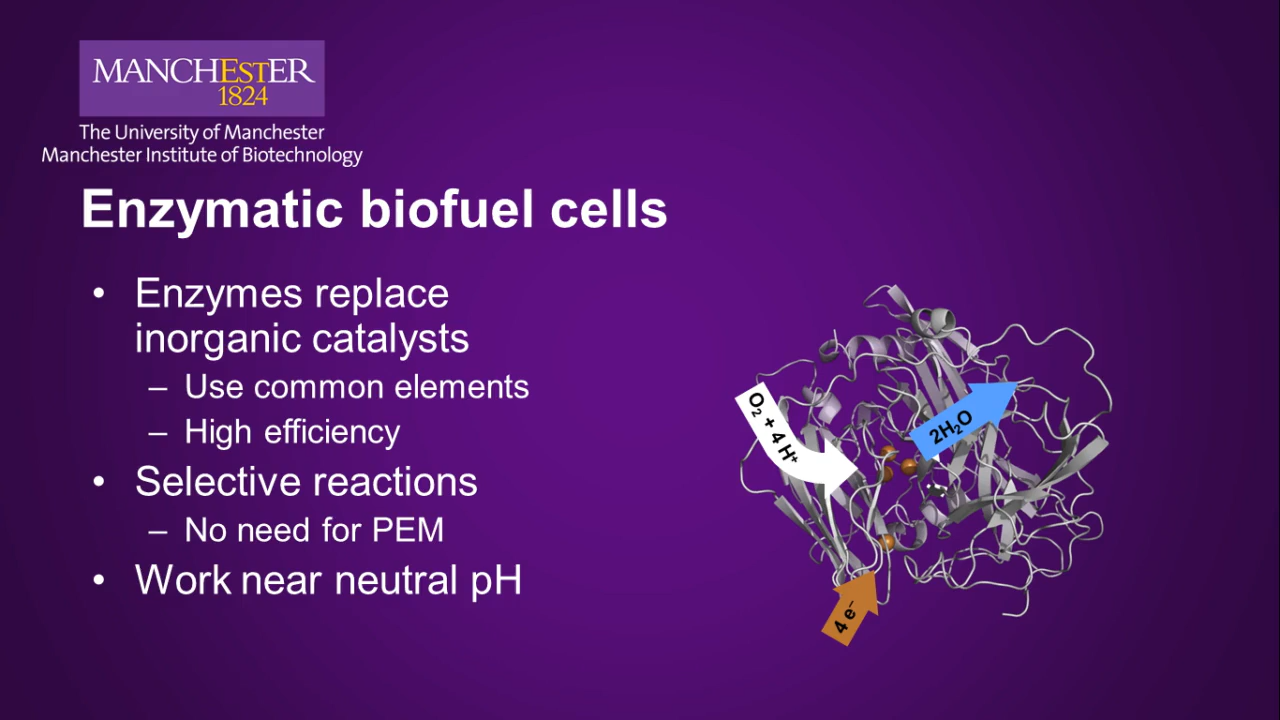 MANCHESTER
1824
The University of Manchester
Manchester Institute of Biotechnology
Enzymatic biofuel cells
• Enzymes replace
inorganic catalysts
– Use common elements
– High efficiency
• Selective reactions
– No need for PEM
• Work near neutral pH
O₂ + 4 H⁺
2H₂O
4 e⁻